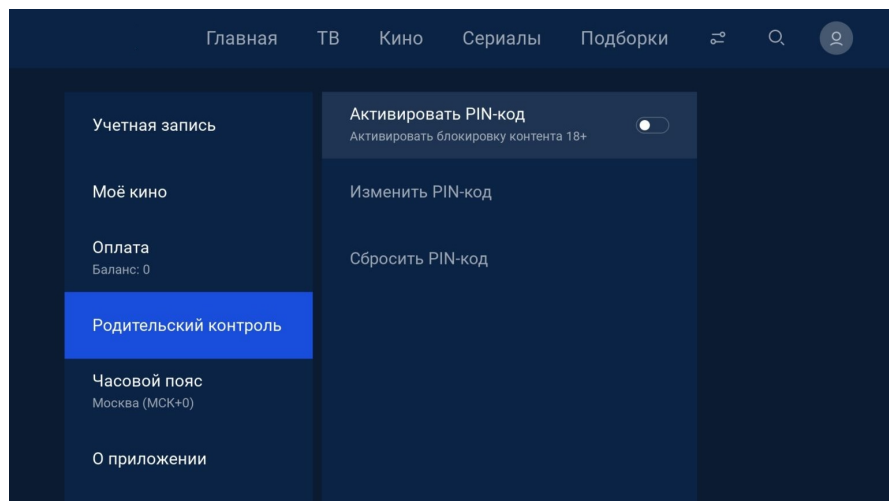 Главная ТВ Кино Сериалы Подборки
Учетная запись
Моё кино
Оплата
Баланс: 0
Родительский контроль
Часовой пояс
Москва (МСК+0)
О приложении
Активировать PIN-код
Активировать блокировку контента 18+
Изменить PIN-код
Сбросить PIN-код